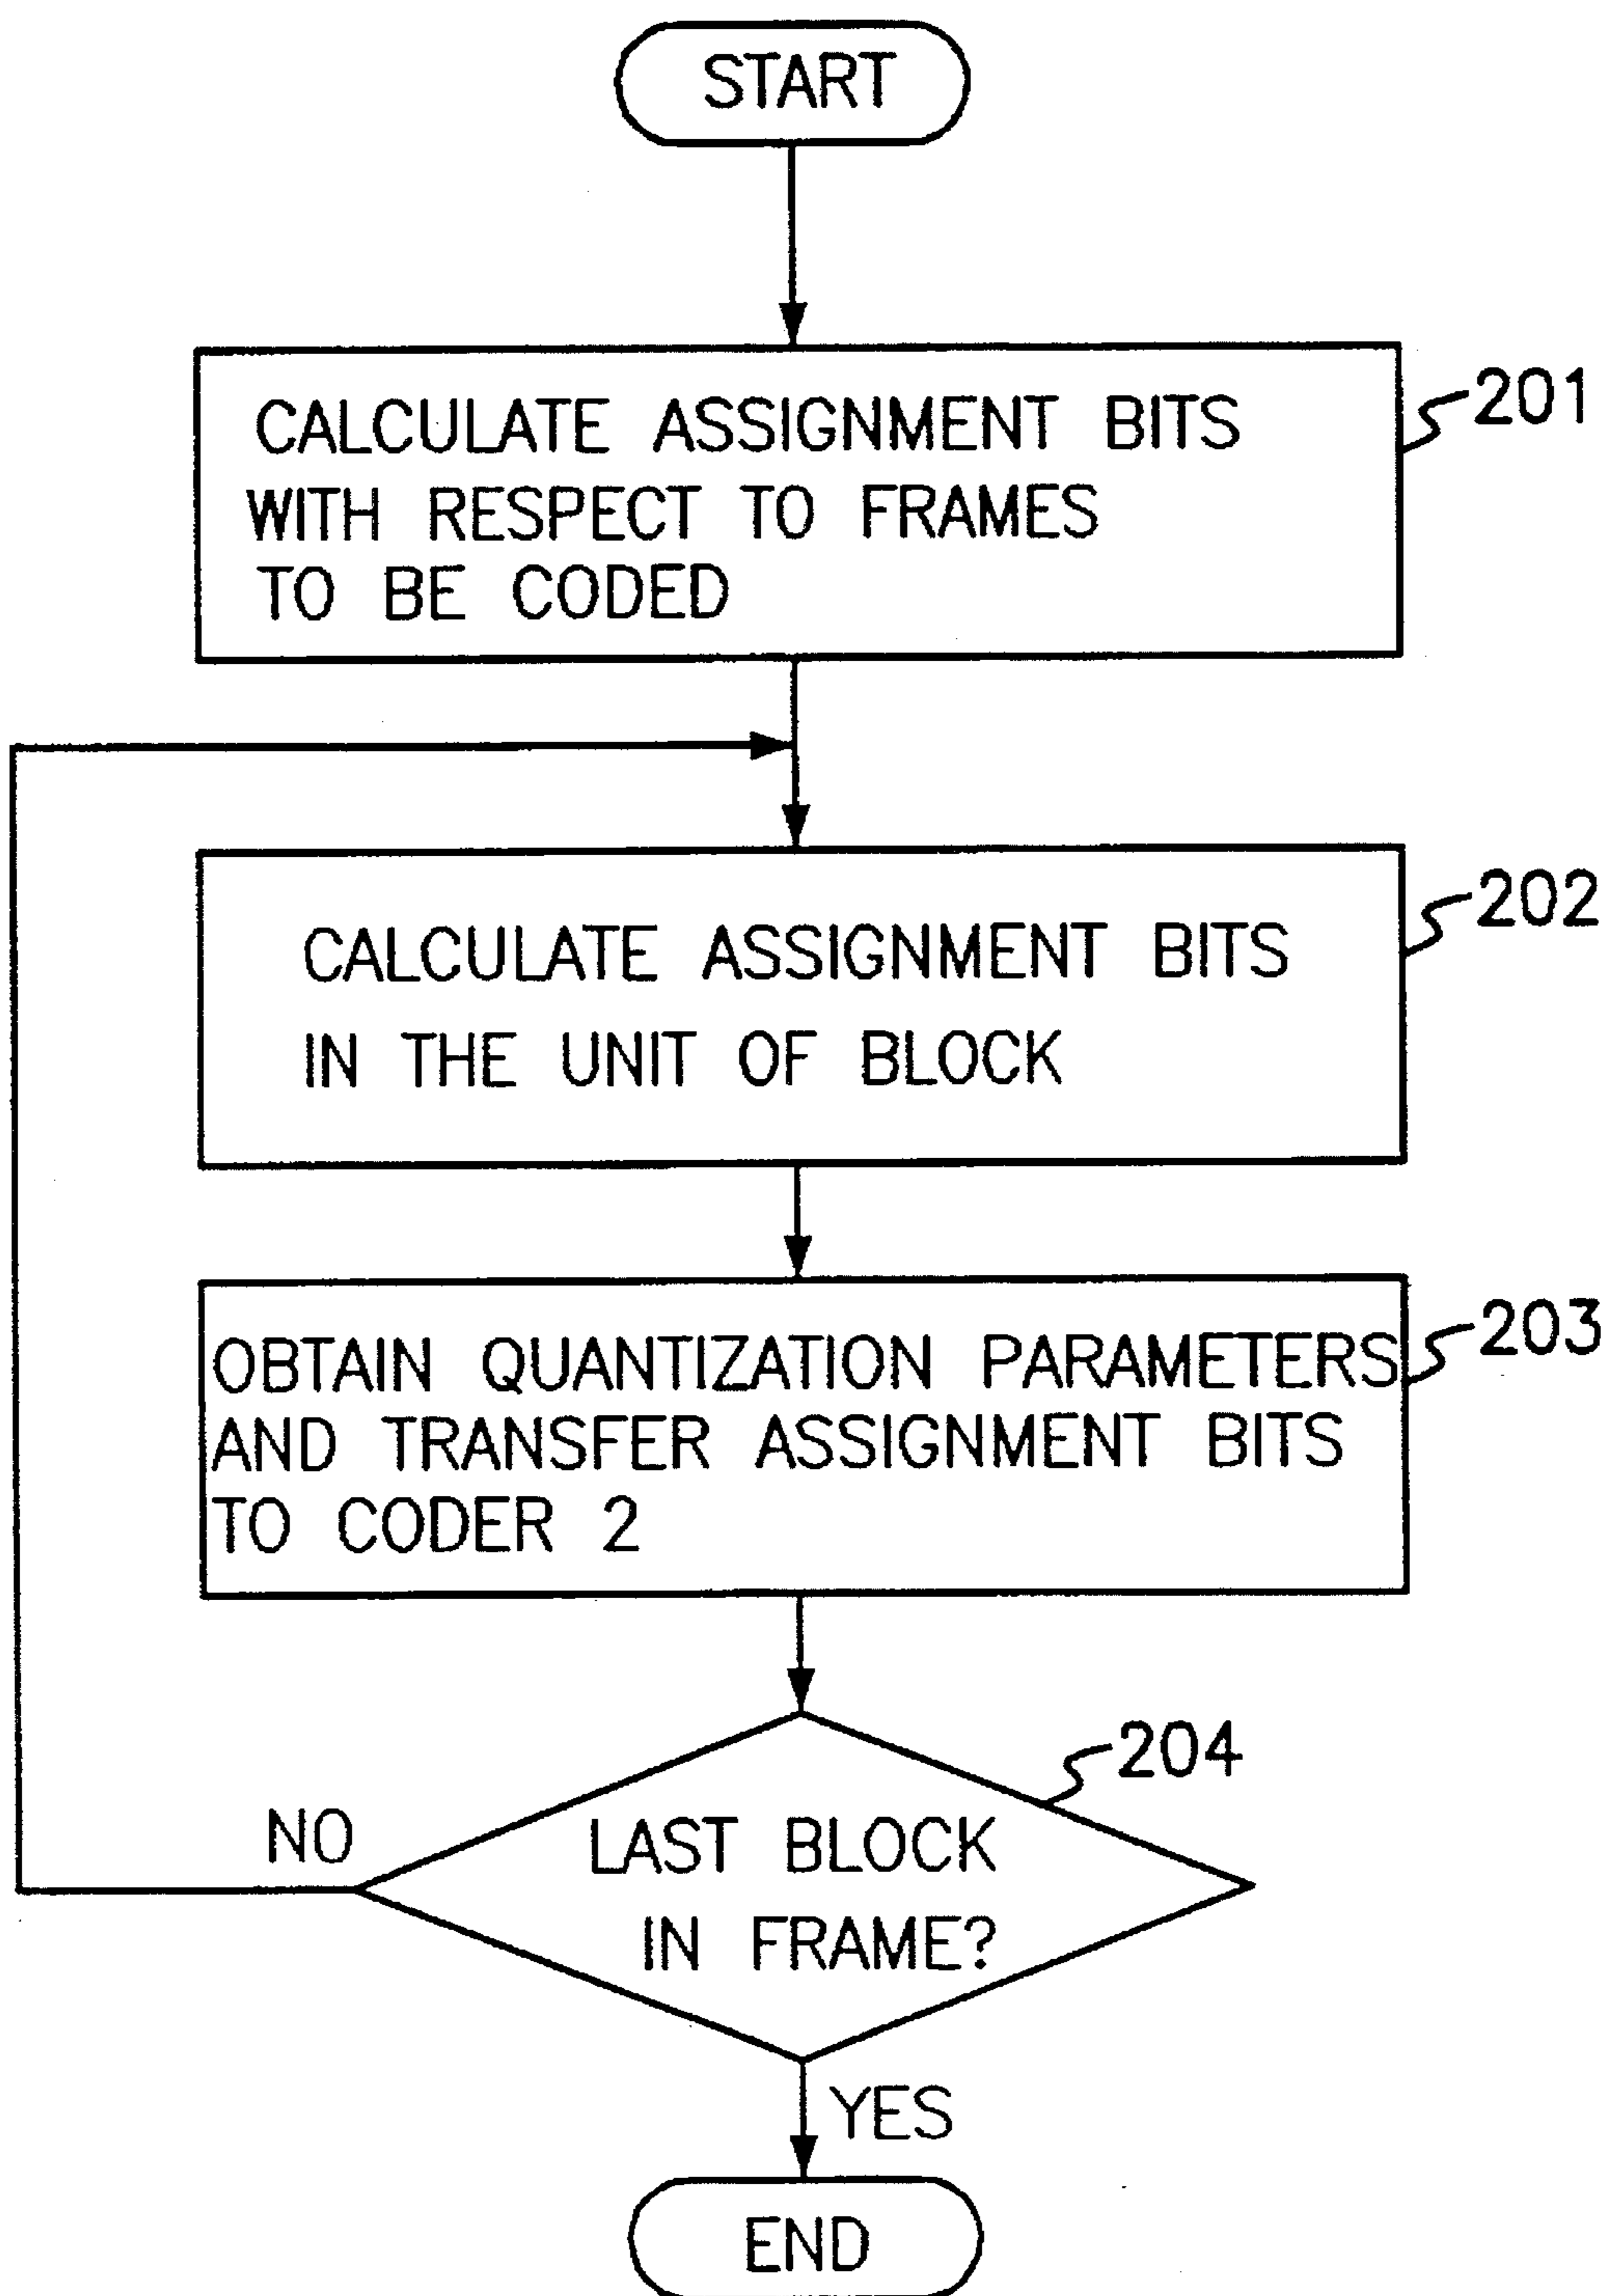 START
CALCULATE ASSIGNMENT BITS
WITH RESPECT TO FRAMES
TO BE CODED
201
CALCULATE ASSIGNMENT BITS
IN THE UNIT OF BLOCK
202
OBTAIN QUANTIZATION PARAMETERS
AND TRANSFER ASSIGNMENT BITS
TO CODER 2
203
204
NO
LAST BLOCK
IN FRAME?
YES
END